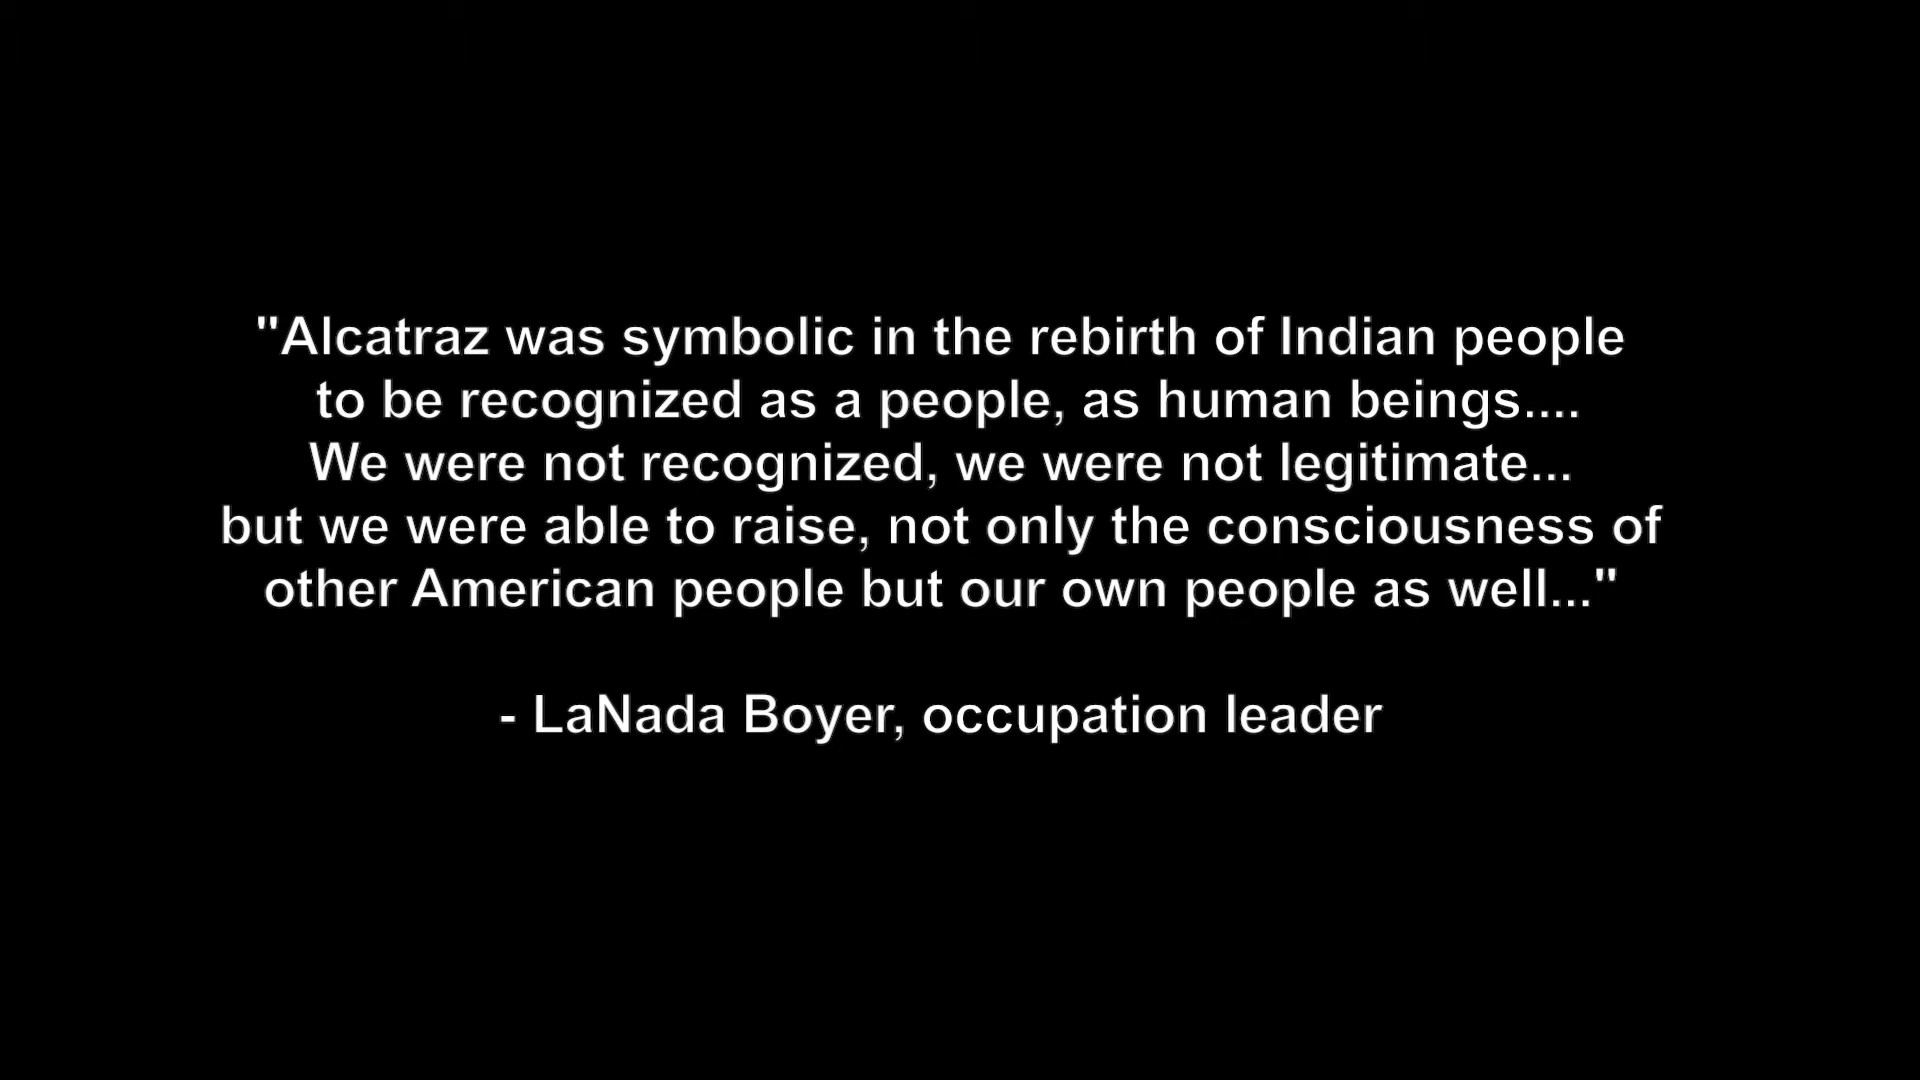 "Alcatraz was symbolic in the rebirth of Indian people
to be recognized as a people, as human beings....
We were not recognized, we were not legitimate...
but we were able to raise, not only the consciousness of
other American people but our own people as well..."
- LaNada Boyer, occupation leader